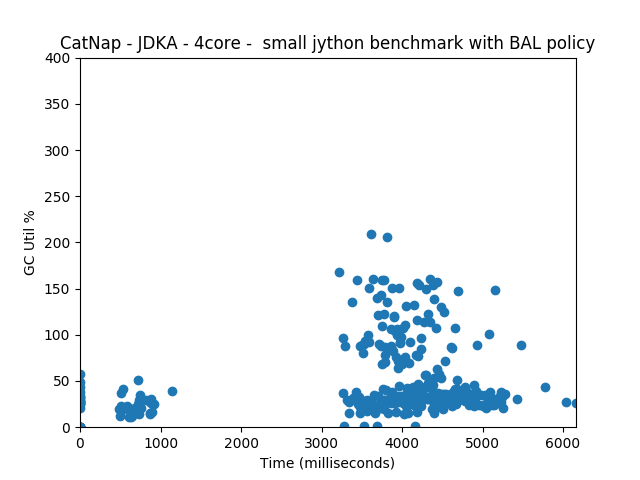 CatNap - JDKA - 4core -  small jython benchmark with BAL policy
400
350
300
250
200
150
100
50
0
GC Util %
0 1000 2000 3000 4000 5000 6000
Time (milliseconds)